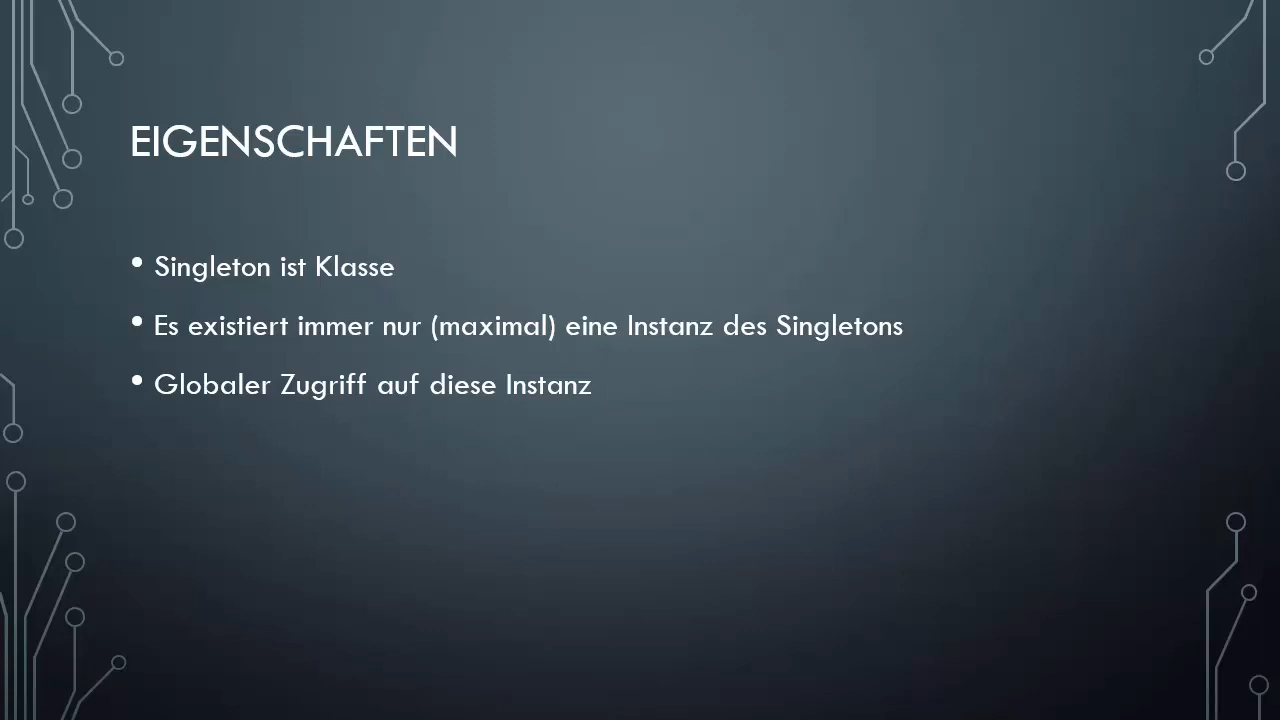 EIGENSCHAFTEN
• Singleton ist Klasse
• Es existiert immer nur (maximal) eine Instanz des Singletons
• Globaler Zugriff auf diese Instanz